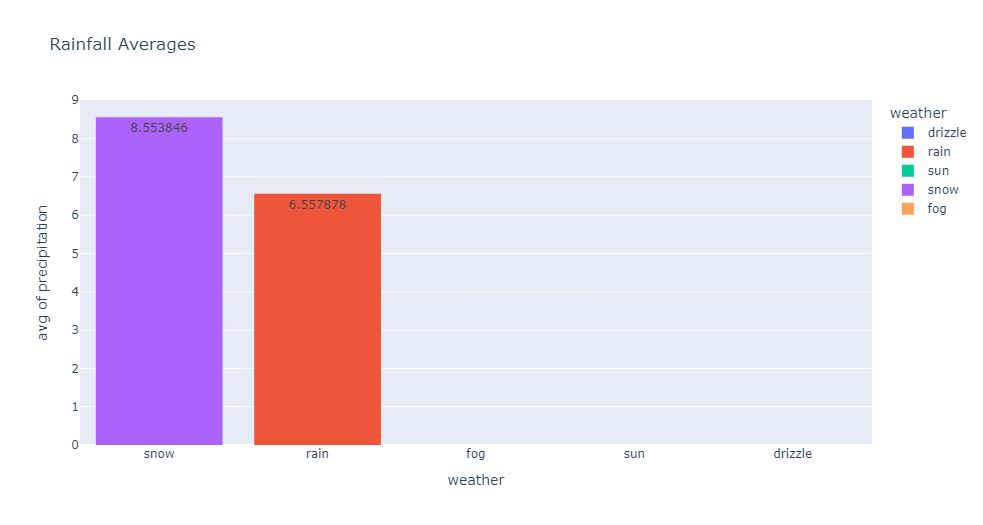 Rainfall Averages
9
8
7
6
5
4
3
2
1
0
avg of precipitation
8.553846
6.557878
snow
rain
fog
sun
drizzle
weather
weather
drizzle
rain
sun
snow
fog